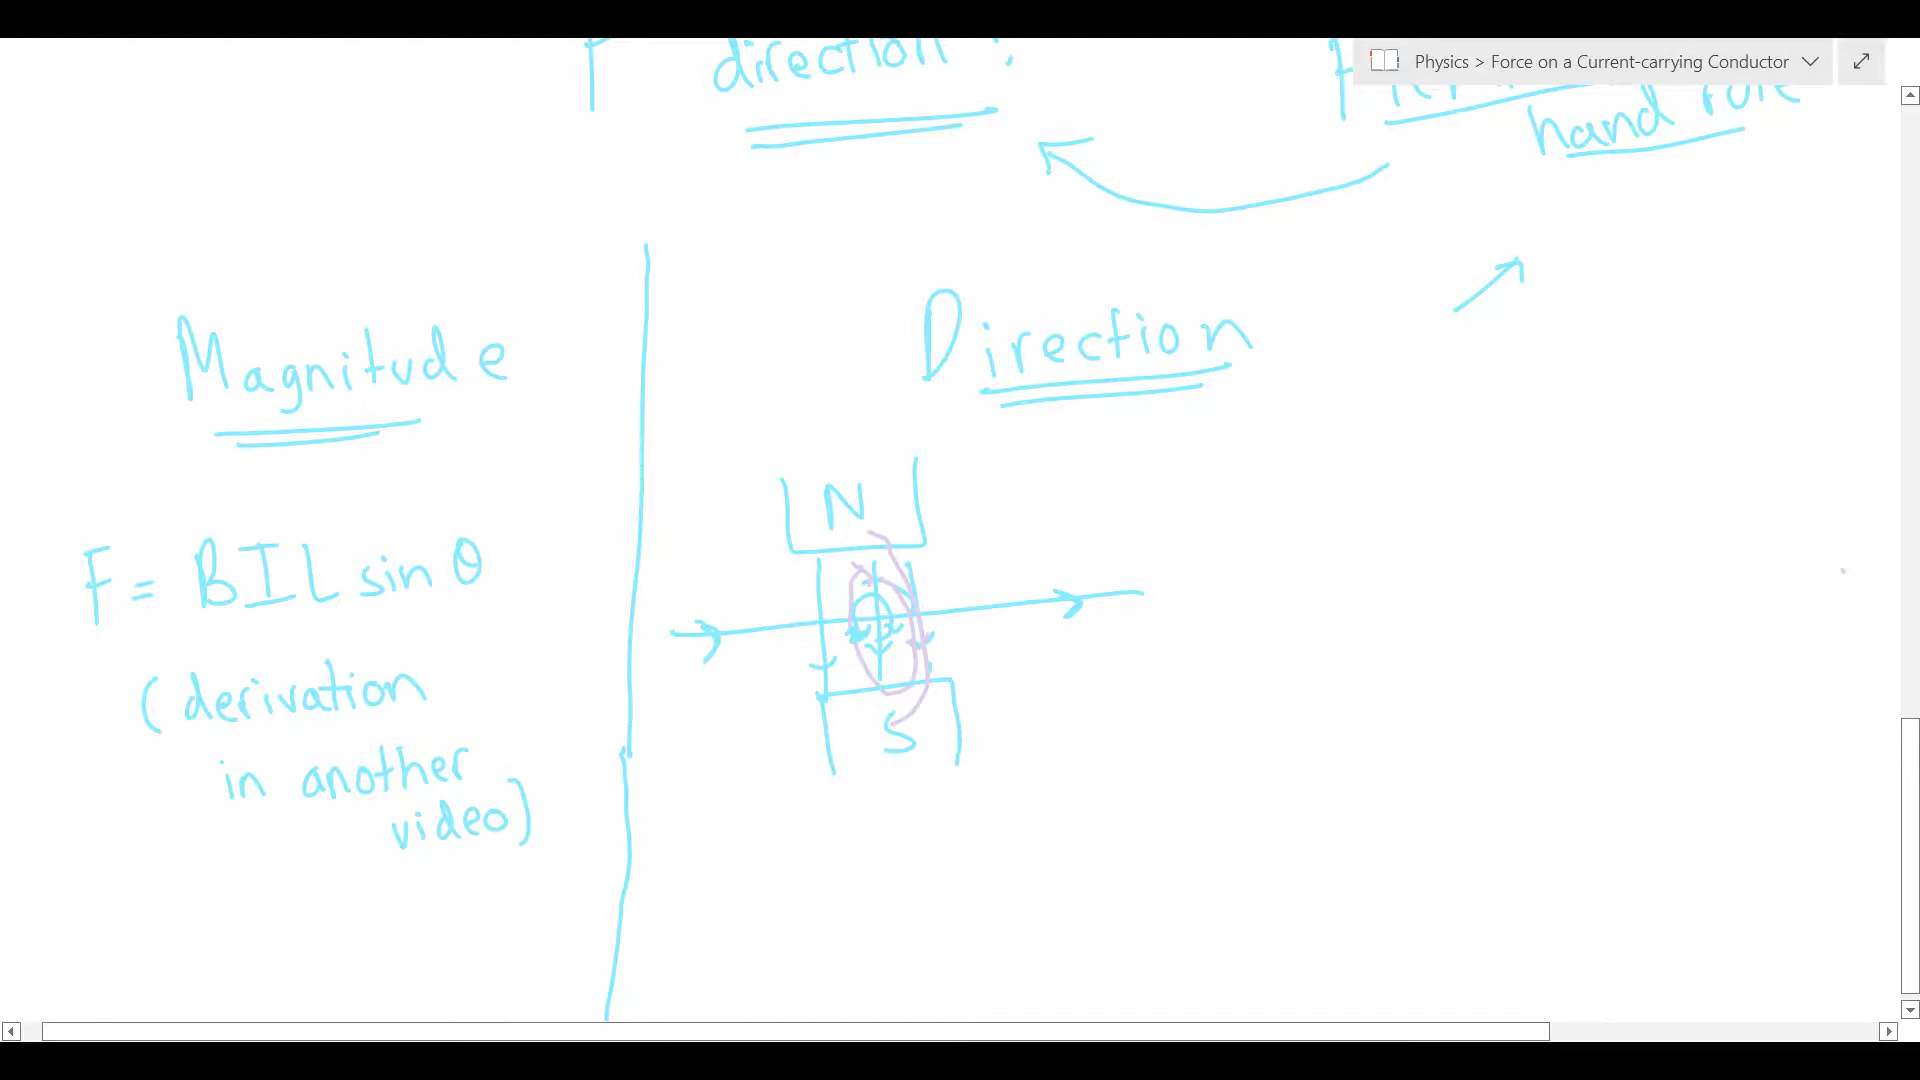 F direction :
Physics > Force on a Current-carrying Conductor
hand rule
Magnitude
Direction
N
F = BIL sin θ
(derivation
in another
video)
S